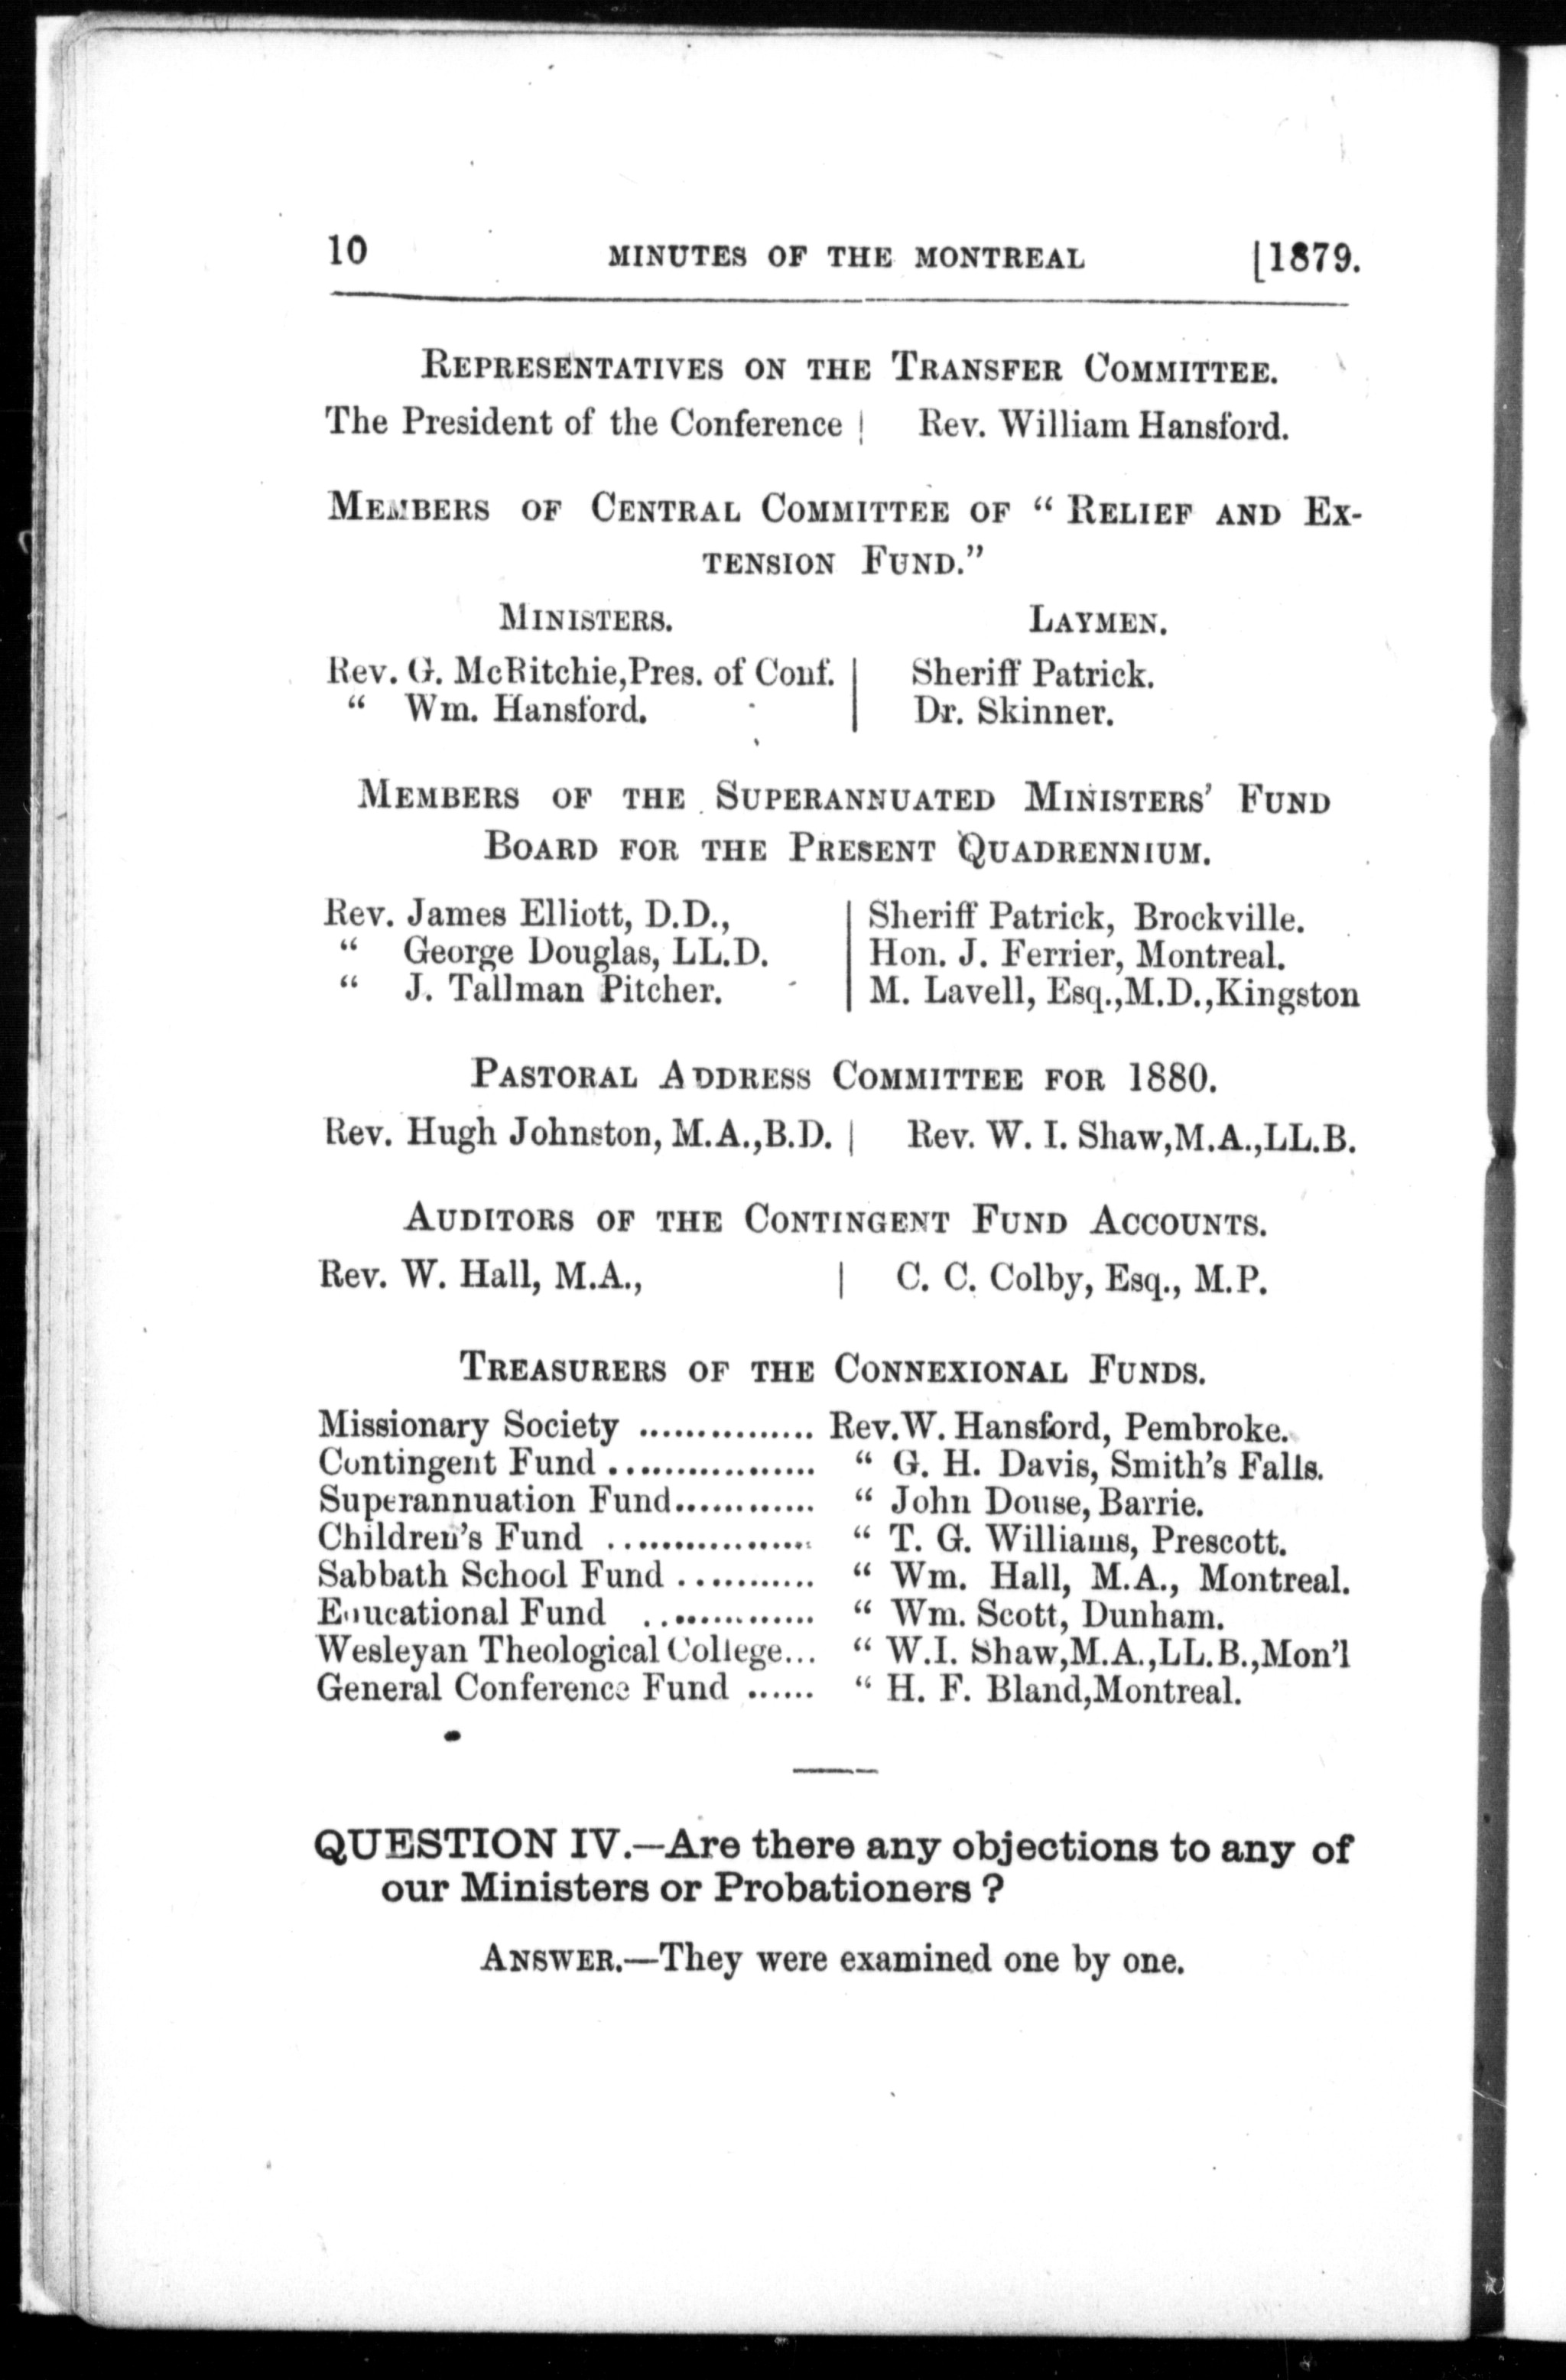 10 MINUTES OF THE MONTREAL [1879.
REPRESENTATIVES ON THE TRANSFER COMMITTEE.
The President of the Conference | Rev. William Hansford.
MEMBERS OF CENTRAL COMMITTEE OF " RELIEF AND EX-
TENSION FUND."
MINISTERS. LAYMEN.
Rev. G. McRitchie,Pres. of Conf. | Sheriff Patrick.
" Wm. Hansford. | Dr. Skinner.
MEMBERS OF THE SUPERANNUATED MINISTERS' FUND
BOARD FOR THE PRESENT QUADRENNIUM.
Rev. James Elliott, D.D., | Sheriff Patrick, Brockville.
" George Douglas, LL.D. | Hon. J. Ferrier, Montreal.
" J. Tallman Pitcher. | M. Lavell, Esq.,M.D.,Kingston
PASTORAL ADDRESS COMMITTEE FOR 1880.
Rev. Hugh Johnston, M.A.,B.D. | Rev. W. I. Shaw,M.A.,LL.B.
AUDITORS OF THE CONTINGENT FUND ACCOUNTS.
Rev. W. Hall, M.A., | C. C. Colby, Esq., M.P.
TREASURERS OF THE CONNEXIONAL FUNDS.
Missionary Society ............... Rev.W. Hansford, Pembroke.
Contingent Fund .................. " G. H. Davis, Smith's Falls.
Superannuation Fund............ " John Douse, Barrie.
Children's Fund ................. " T. G. Williams, Prescott.
Sabbath School Fund ........... " Wm. Hall, M.A., Montreal.
Educational Fund .............. " Wm. Scott, Dunham.
Wesleyan Theological College... " W.I. Shaw,M.A.,LL.B.,Mon'l
General Conference Fund ...... " H. F. Bland,Montreal.
QUESTION IV.—Are there any objections to any of
our Ministers or Probationers ?
ANSWER.—They were examined one by one.